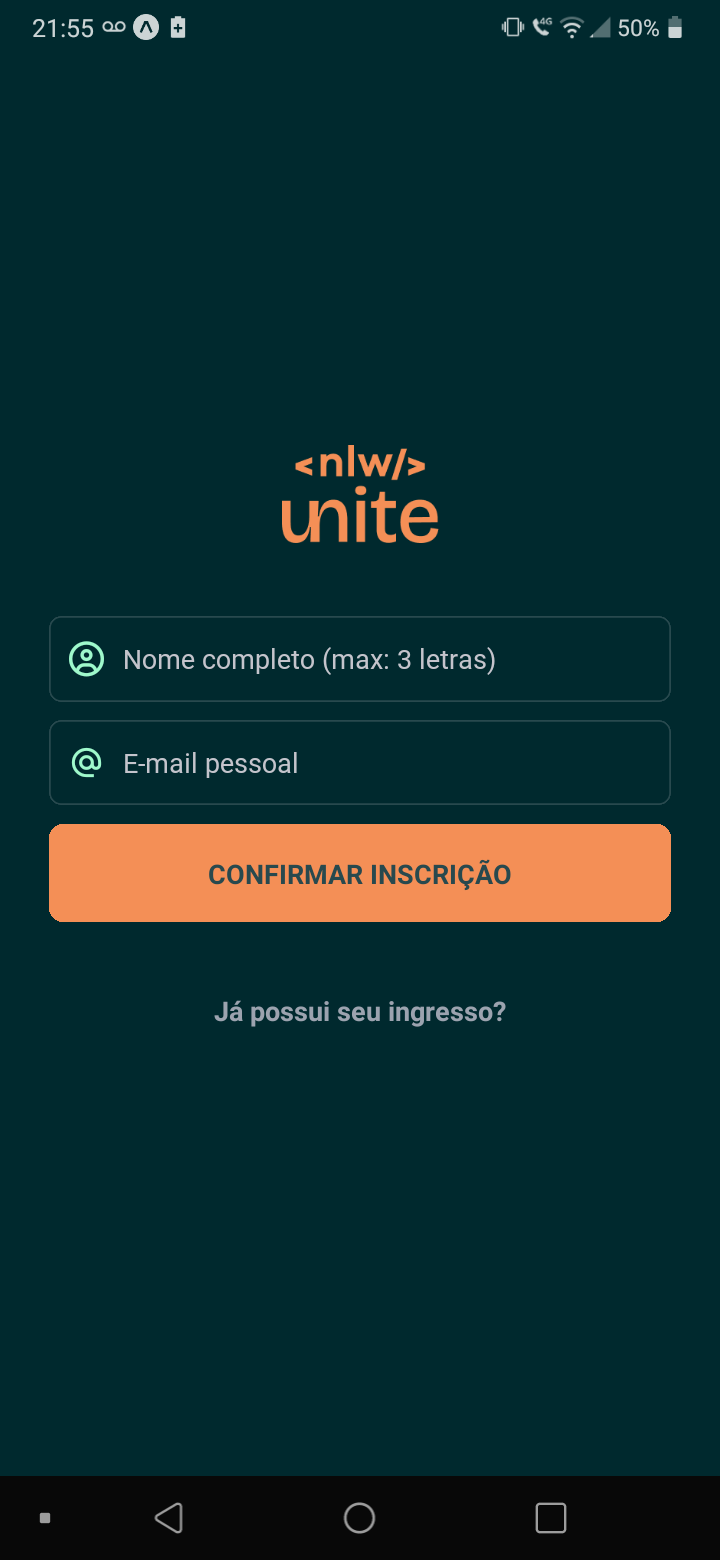 21:55
4G
50%
<nlw/>
unite
Nome completo (max: 3 letras)
E-mail pessoal
CONFIRMAR INSCRIÇÃO
Já possui seu ingresso?